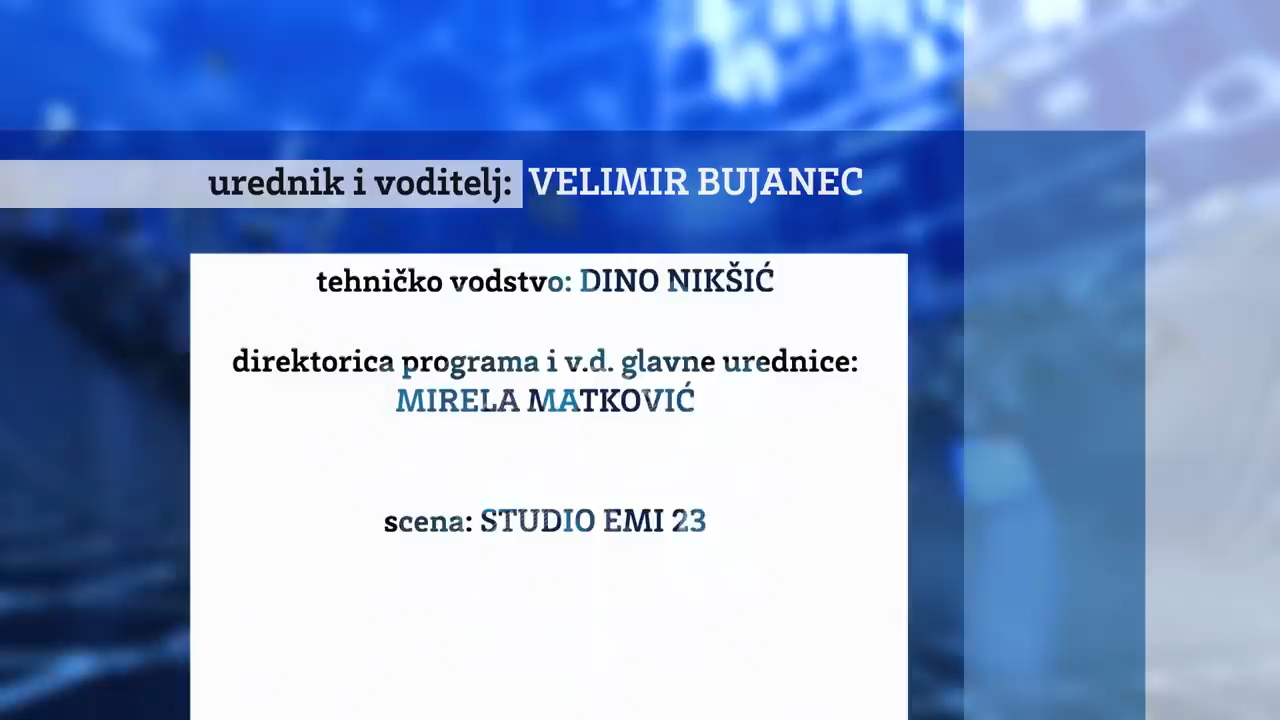 urednik i voditelj: VELIMIR BUJANEC
tehničko vodstvo: DINO NIKŠIĆ
direktorica programa i v.d. glavne urednice:
MIRELA MATKOVIĆ
scena: STUDIO EMI 23